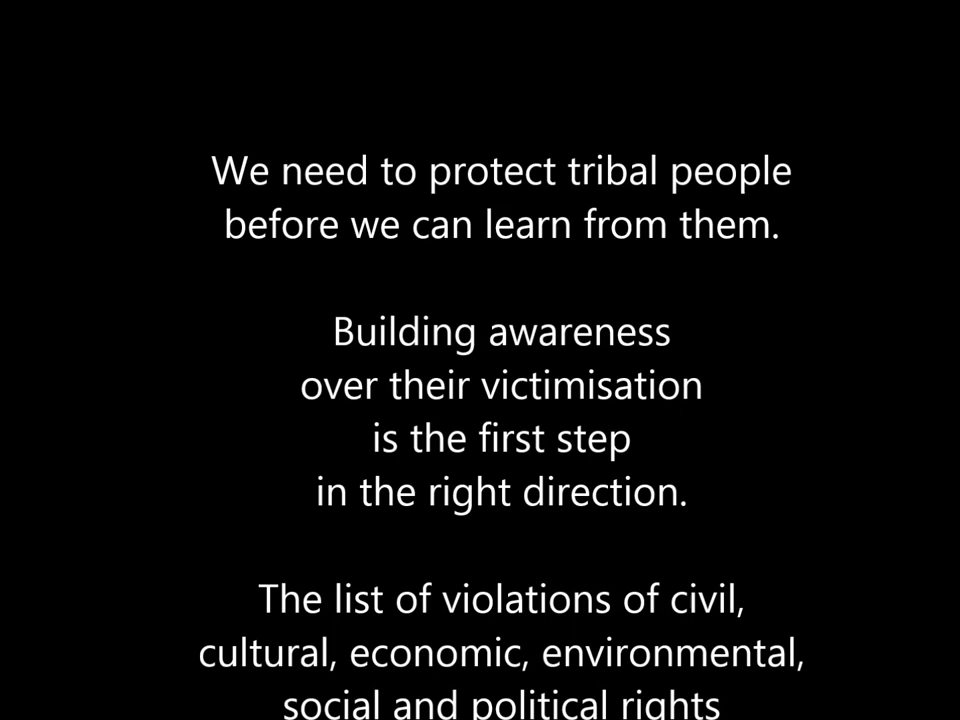 We need to protect tribal people
before we can learn from them.
Building awareness
over their victimisation
is the first step
in the right direction.
The list of violations of civil,
cultural, economic, environmental,
social and political rights